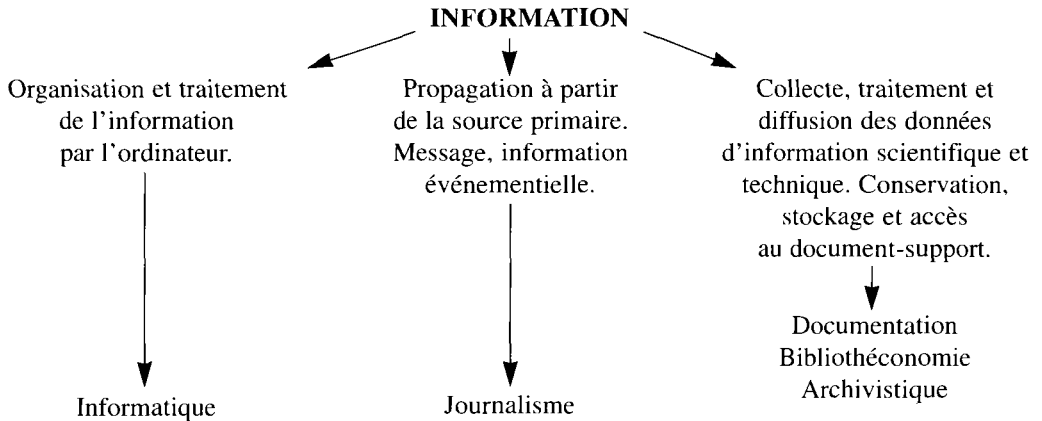 INFORMATION
Organisation et traitement
de l'information
par l'ordinateur.
Informatique
Propagation à partir
de la source primaire.
Message, information
événementielle.
Journalisme
Collecte, traitement et
diffusion des données
d'information scientifique et
technique. Conservation,
stockage et accès
au document-support.
Documentation
Bibliothéconomie
Archivistique